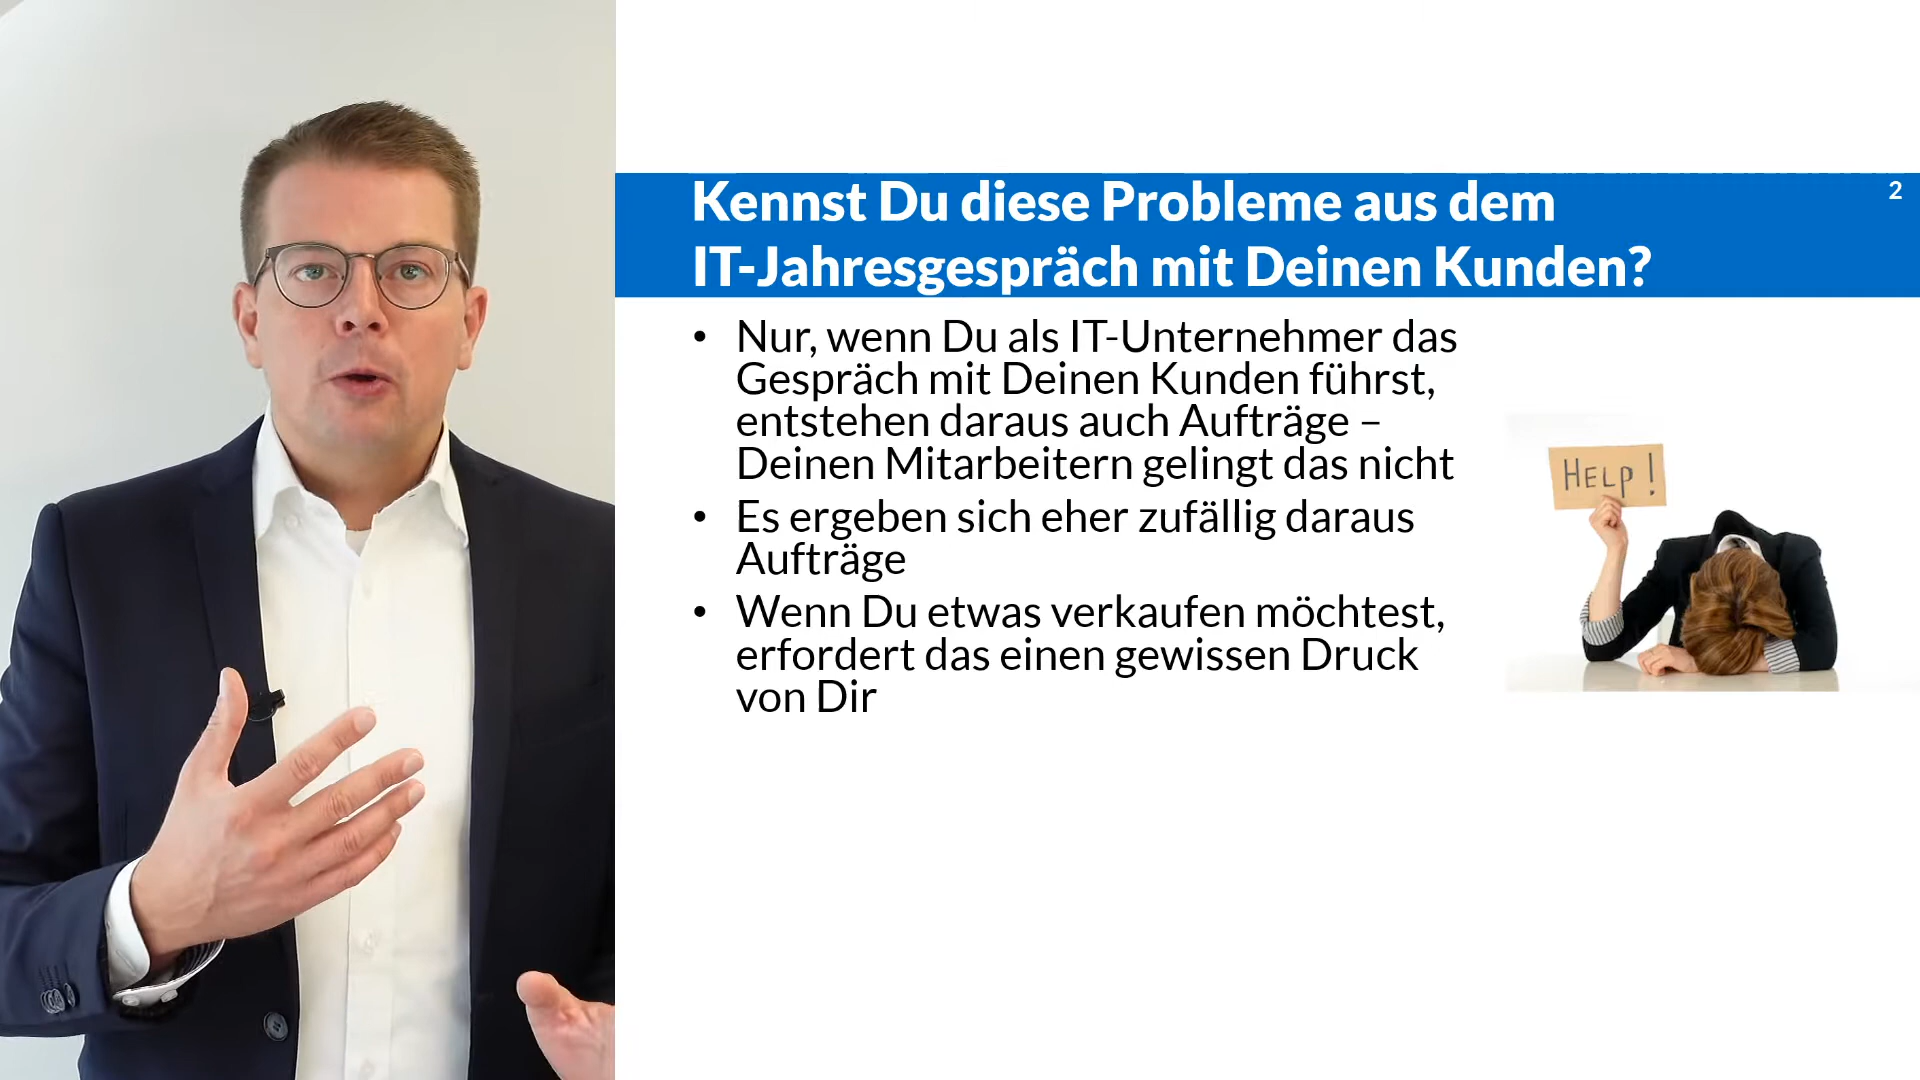 Kennst Du diese Probleme aus dem
2
IT-Jahresgespräch mit Deinen Kunden?
• Nur, wenn Du als IT-Unternehmer das
Gespräch mit Deinen Kunden führst,
entstehen daraus auch Aufträge –
Deinen Mitarbeitern gelingt das nicht
• Es ergeben sich eher zufällig daraus
Aufträge
• Wenn Du etwas verkaufen möchtest,
erfordert das einen gewissen Druck
von Dir
HELP!